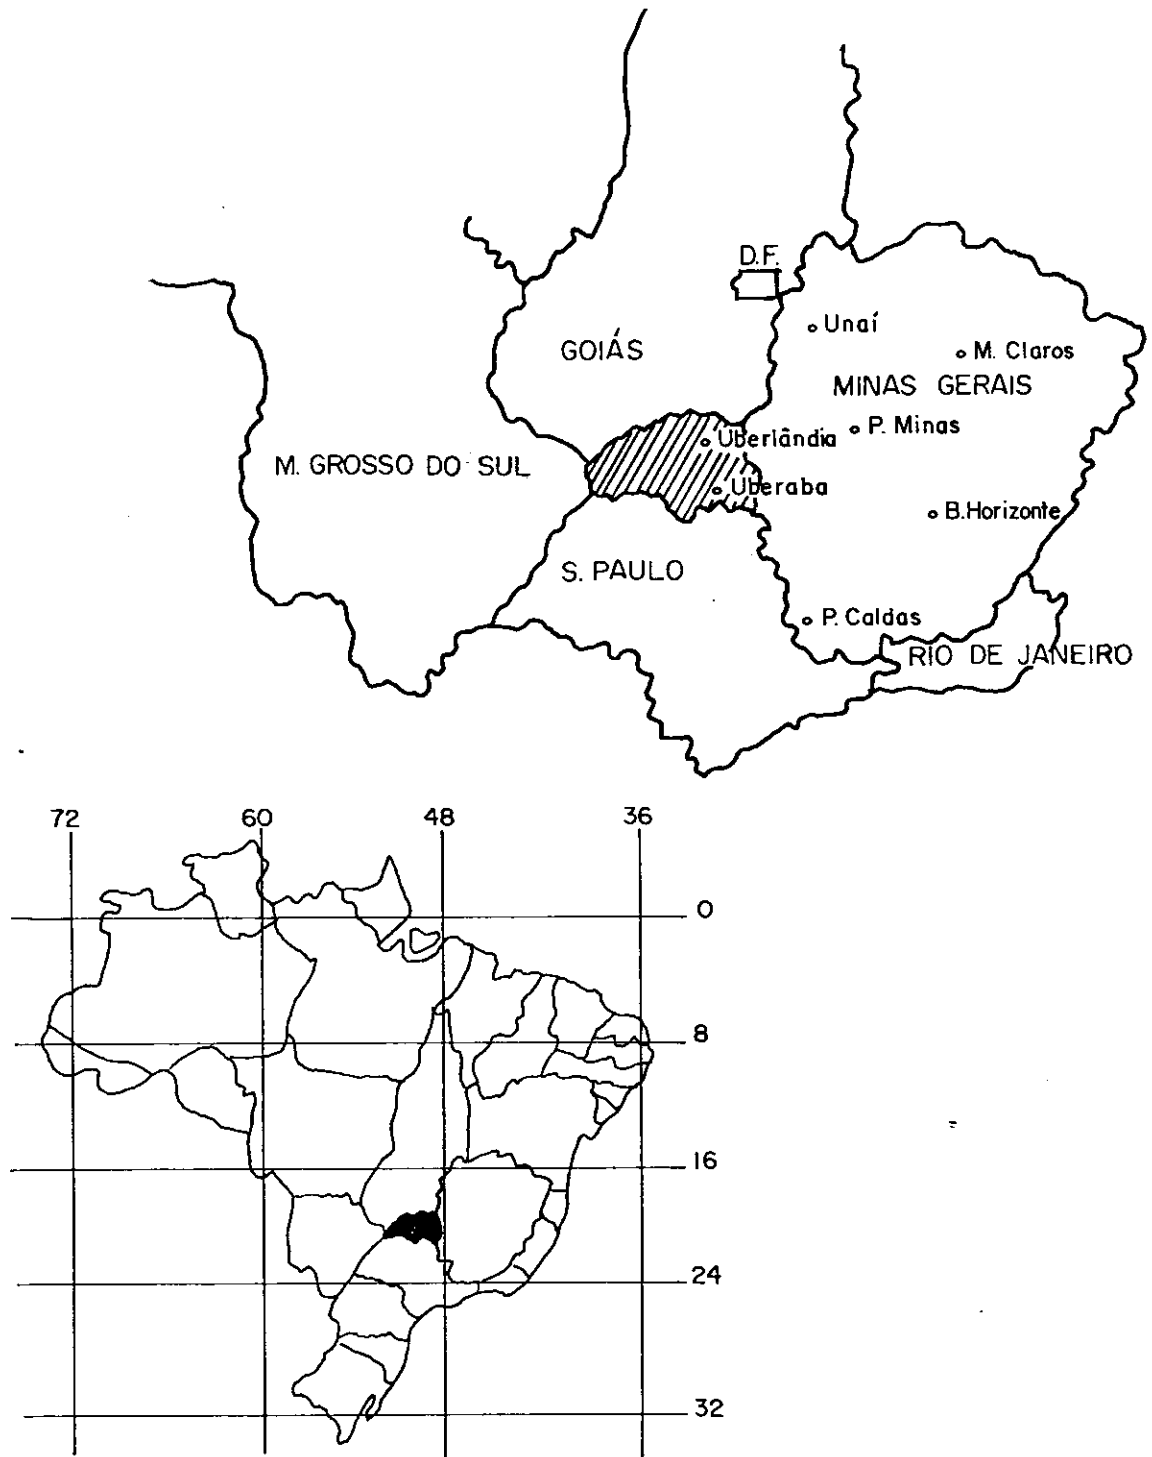 D.F.
Unaí
GOIÁS
M. Claros
MINAS GERAIS
P. Minas
Uberlândia
M. GROSSO DO SUL
Uberaba
B.Horizonte
S. PAULO
P. Caldas
RIO DE JANEIRO
72 60 48 36
0
8
16
24
32